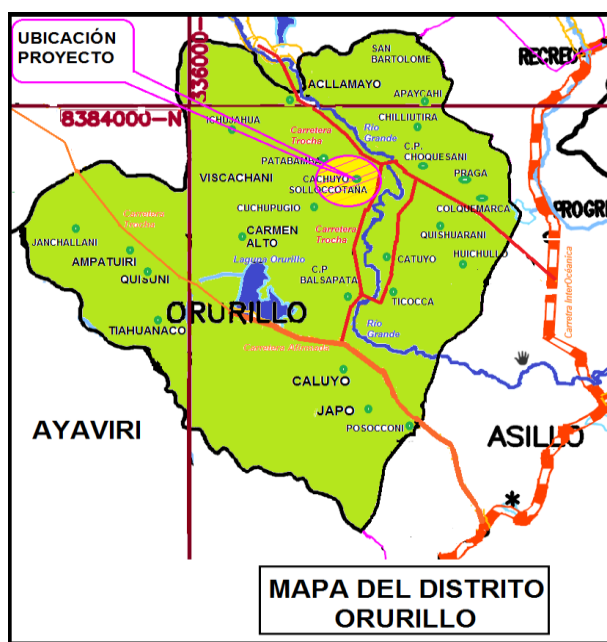 UBICACIÓN
PROYECTO
336000-
8384000-N
SAN
BARTOLOME
RECREO
ACLLAMAYO
APAYCAHI
ICHUJAHUA
Carretera
Trocha
Rio
Grande
CHILLIUTIRA
PATABAMBA
C.P.
CHOQUESANI
VISCACHANI
CACHUYO
SOLLOCCOTAÑA
PRAGA
CUCHUPUGIO
Carretera
Trocha
COLQUEMARCA
PROGRE
Carretera
Trocha
JANCHALLANI
CARMEN
ALTO
QUISHUARANI
AMPATUIRI
Laguna Orurillo
CATUYO
HUICHULLO
QUISUNI
C.P
BALSAPATA
TICOCCA
Carretra InterOceánica
ORURILLO
TIAHUANACO
Rio
Grande
Carretera Afirmada
CALUYO
JAPO
AYAVIRI
POSOCCONI
ASILLO
*
MAPA DEL DISTRITO
ORURILLO